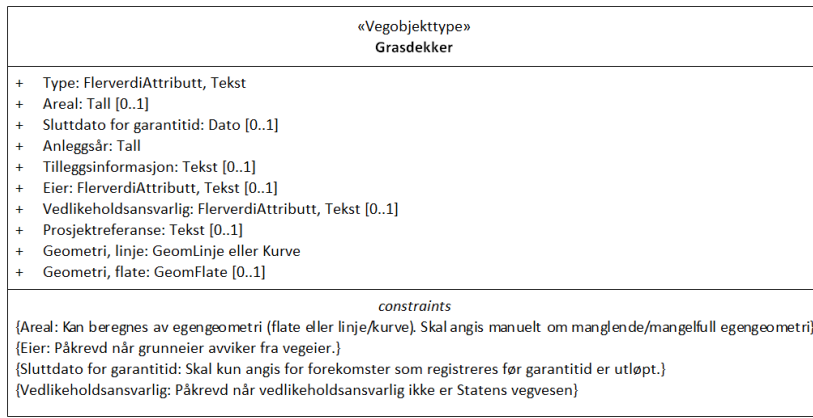 «Vegobjekttype»
Grasdekker
+ Type: FlerverdiAttributt, Tekst
+ Areal: Tall [0..1]
+ Sluttdato for garantitid: Dato [0..1]
+ Anleggsår: Tall
+ Tilleggsinformasjon: Tekst [0..1]
+ Eier: FlerverdiAttributt, Tekst [0..1]
+ Vedlikeholdsansvarlig: FlerverdiAttributt, Tekst [0..1]
+ Prosjektreferanse: Tekst [0..1]
+ Geometri, linje: GeomLinje eller Kurve
+ Geometri, flate: GeomFlate [0..1]
constraints
{Areal: Kan beregnes av egengeometri (flate eller linje/kurve). Skal angis manuelt om manglende/mangelfull egengeometri}
{Eier: Påkrevd når grunneier avviker fra vegeier.}
{Sluttdato for garantitid: Skal kun angis for forekomster som registreres før garantitid er utløpt.}
{Vedlikeholdsansvarlig: Påkrevd når vedlikeholdsansvarlig ikke er Statens vegvesen}